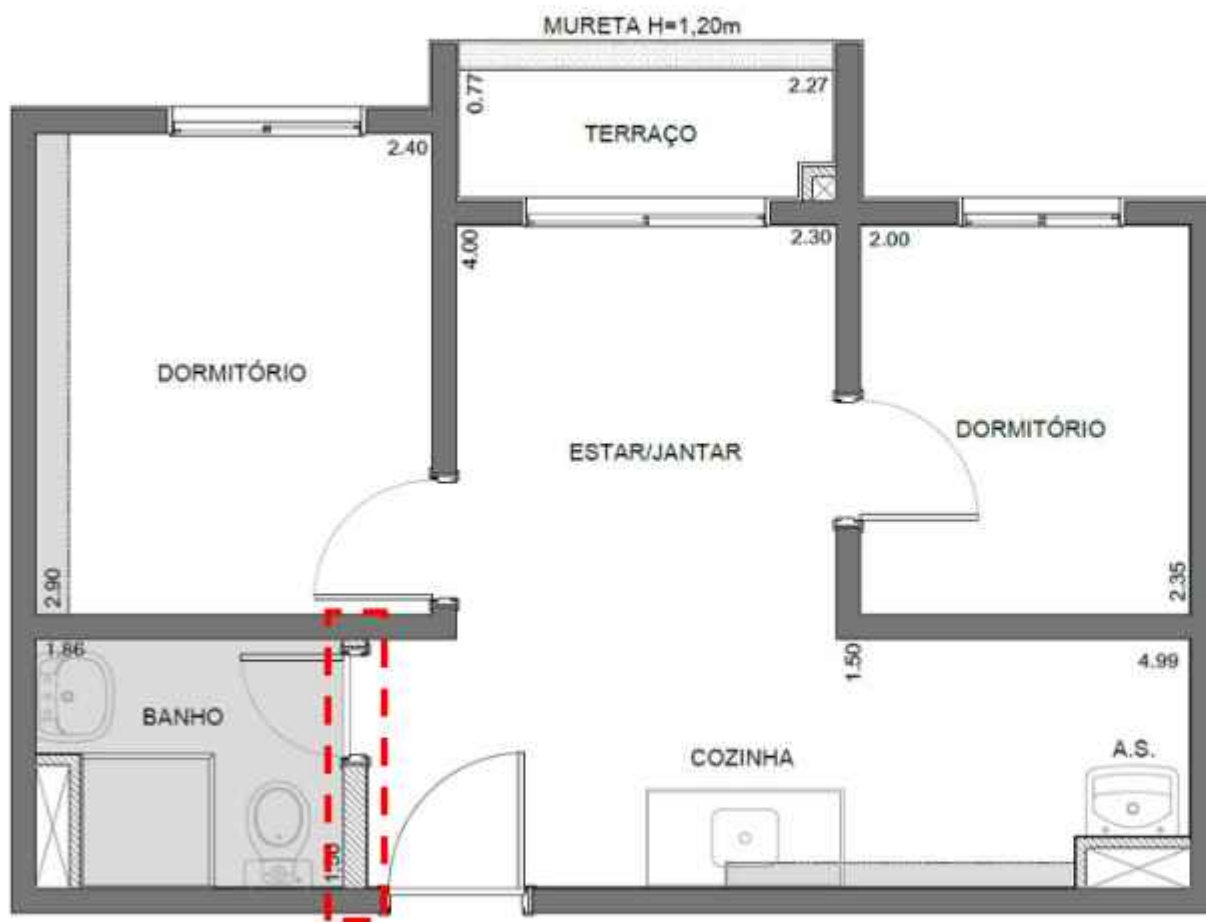 MURETA H=1,20m
0.77
2.27
TERRAÇO
2.40
4.00
2.30
2.00
DORMITÓRIO
ESTAR/JANTAR
DORMITÓRIO
2.90
2.35
1.86
1.50
4.99
BANHO
COZINHA
A.S.